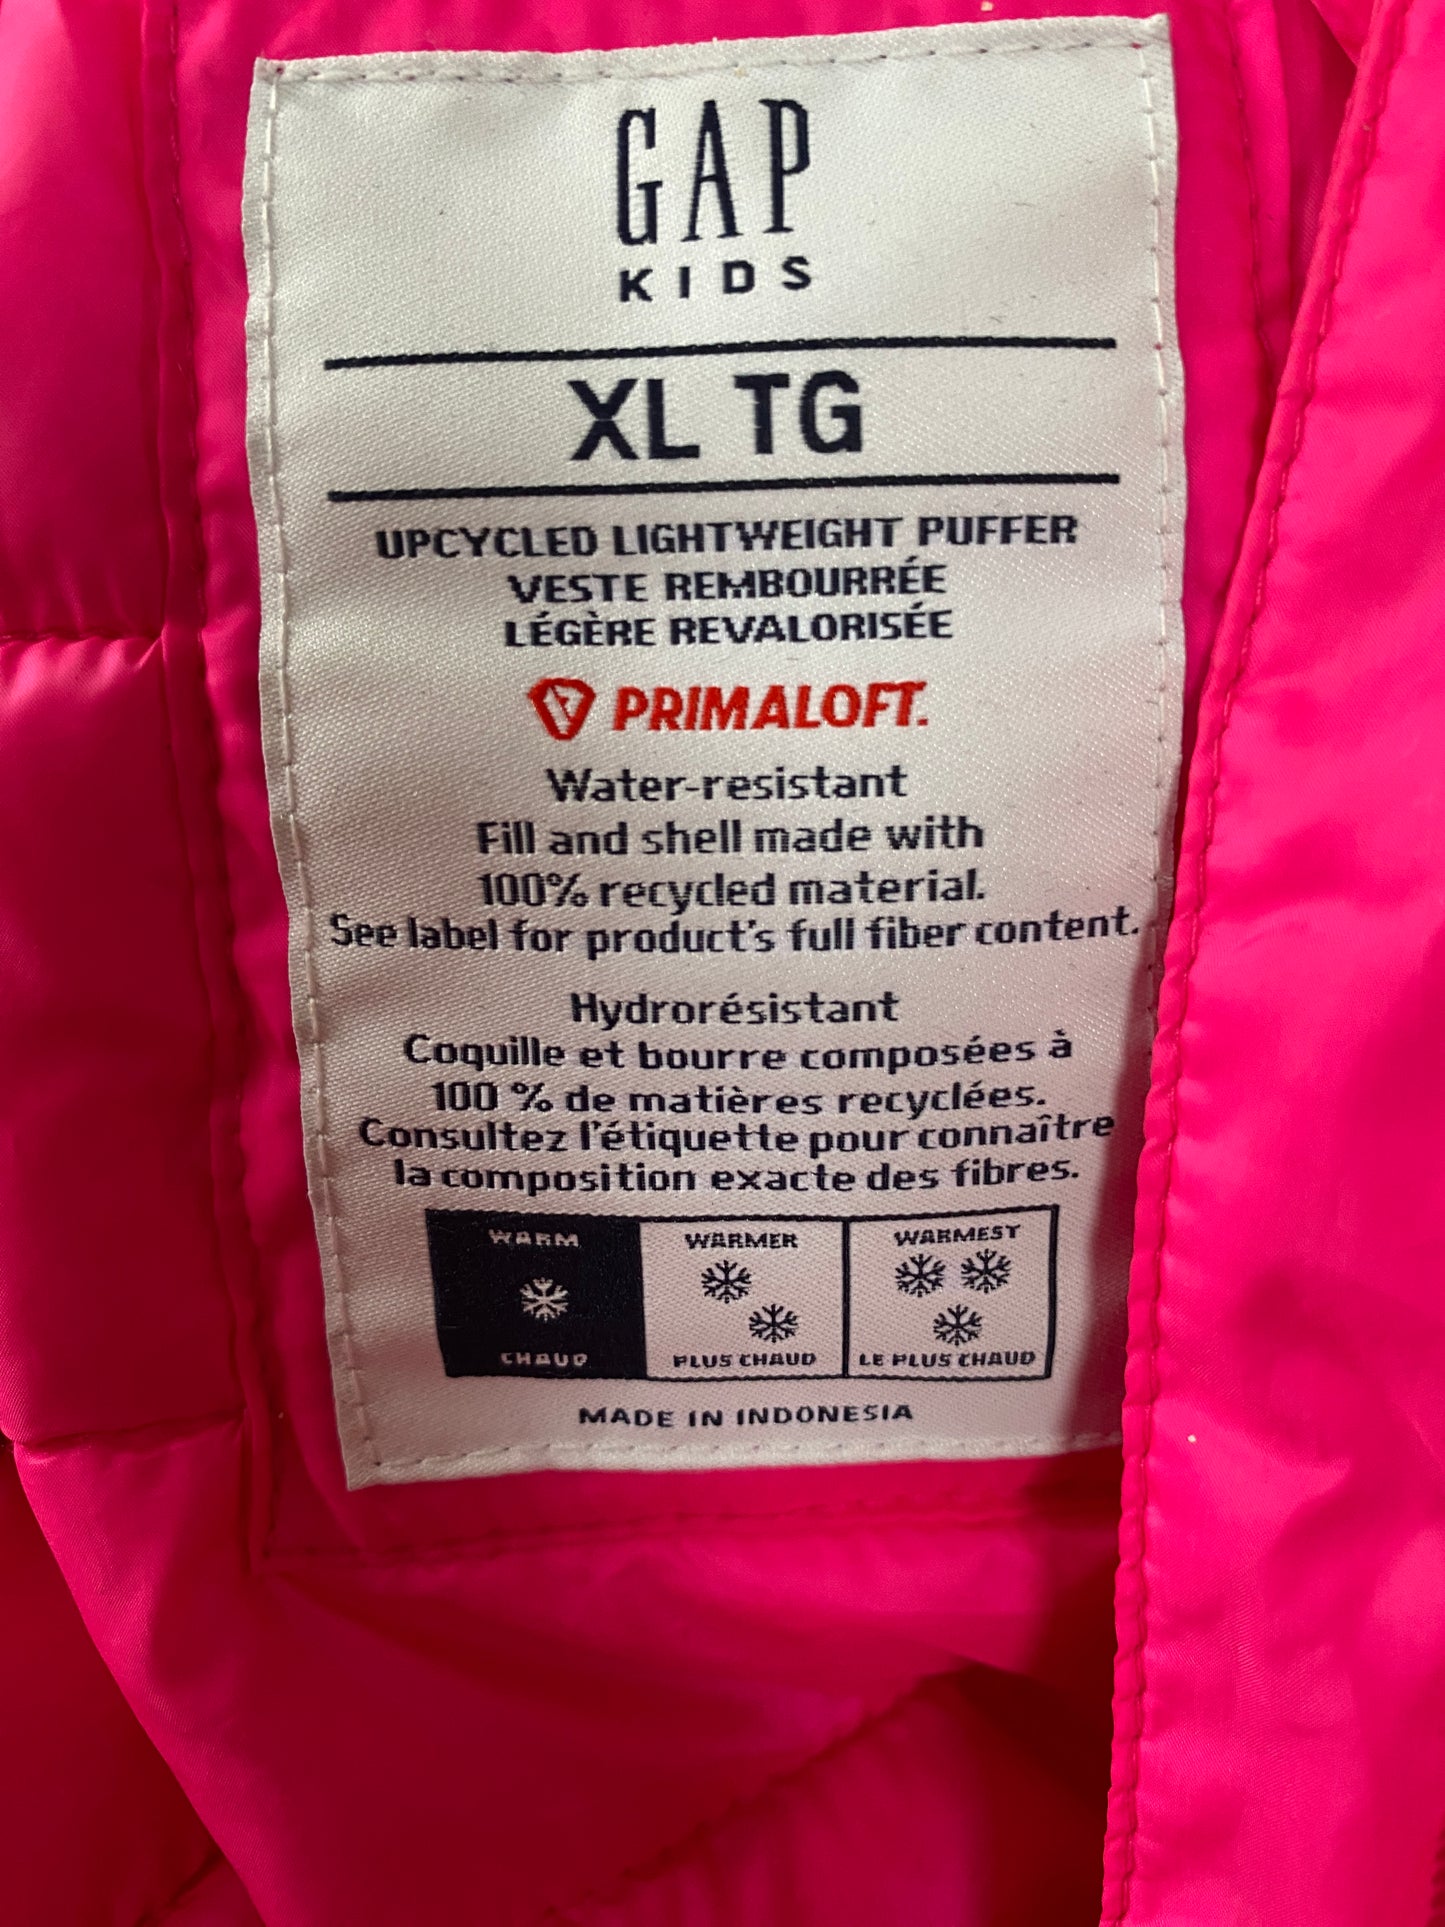 GAP
KIDS
XL TG
UPCYCLED LIGHTWEIGHT PUFFER
VESTE REMBOURRÉE
LÉGÈRE REVALORISÉE
PRIMALOFT.
Water-resistant
Fill and shell made with
100% recycled material.
See label for product's full fiber content.
Hydrorésistant
Coquille et bourre composées à
100 % de matières recyclées.
Consultez l'étiquette pour connaître
la composition exacte des fibres.
WARM WARMER WARMEST
CHAUD PLUS CHAUD LE PLUS CHAUD
MADE IN INDONESIA